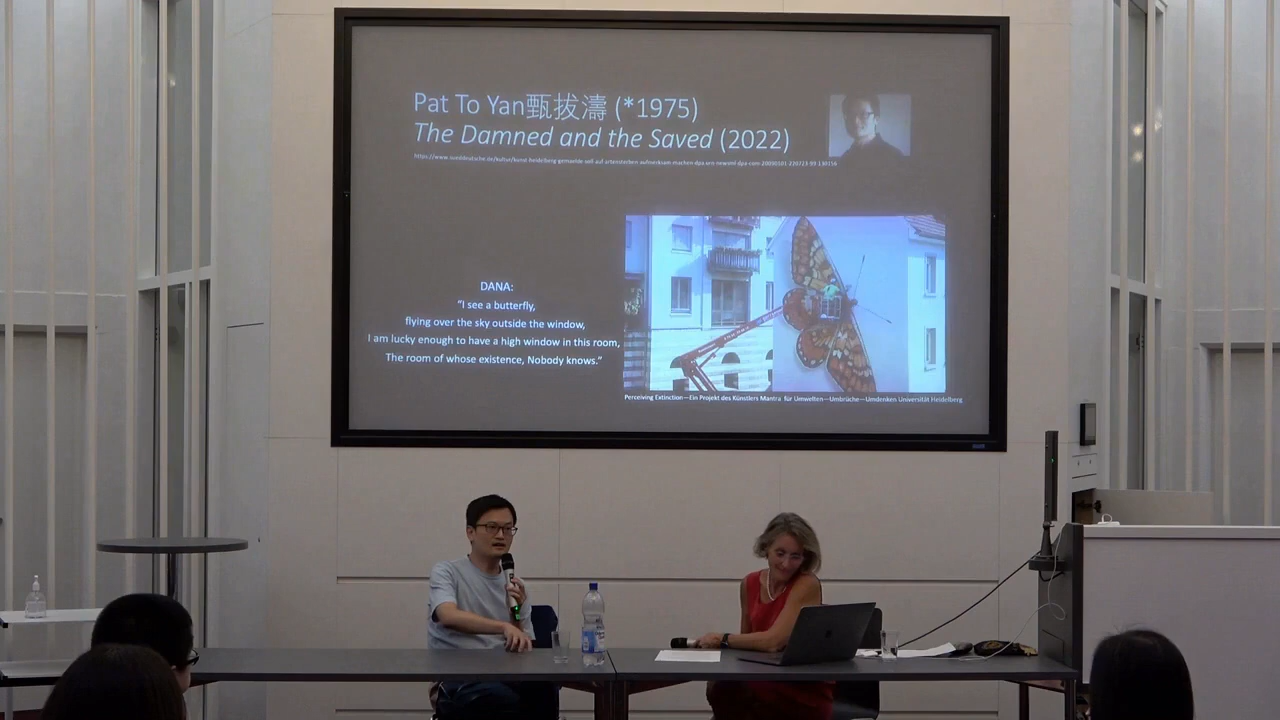 Pat To Yan甄拔濤 (*1975)
The Damned and the Saved (2022)
DANA:
“I see a butterfly,
flying over the sky outside the window,
I am lucky enough to have a high window in this room,
The room of whose existence, Nobody knows.”
Perceiving Extinction—Ein Projekt des Künstlers Mantra für Umwelten—Umbrüche—Umdenken Universität Heidelberg